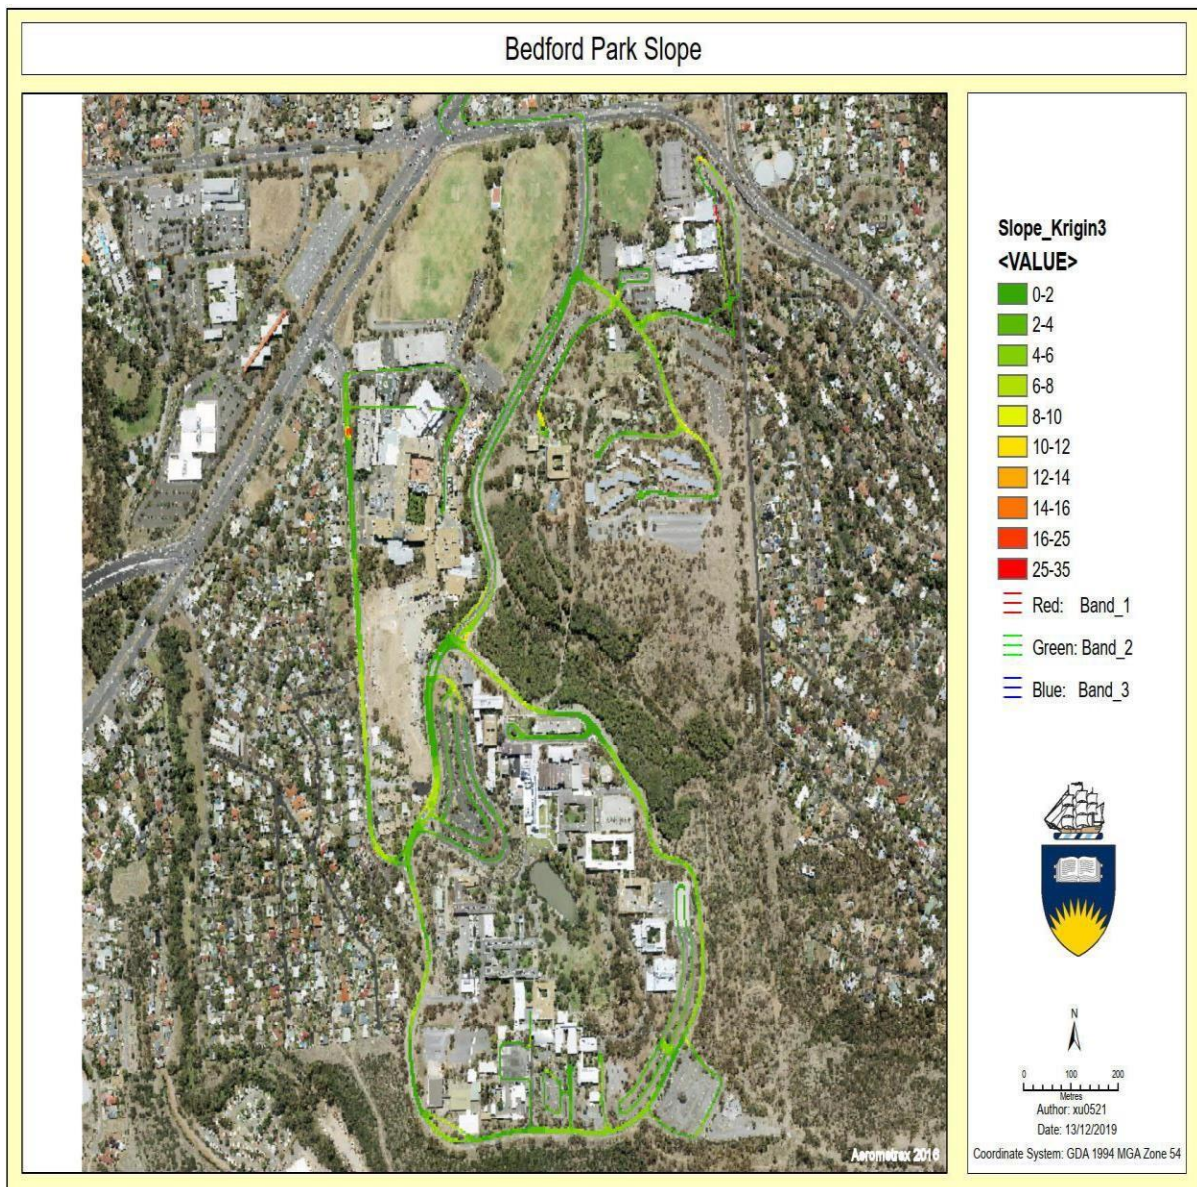 Bedford Park Slope
Slope_Krigin3
<VALUE>
0-2
2-4
4-6
6-8
8-10
10-12
12-14
14-16
16-25
25-35
Red: Band_1
Green: Band_2
Blue: Band_3
N
0 100 200
Metres
Author: xu0521
Date: 13/12/2019
Coordinate System: GDA 1994 MGA Zone 54
Aerometrex 2016